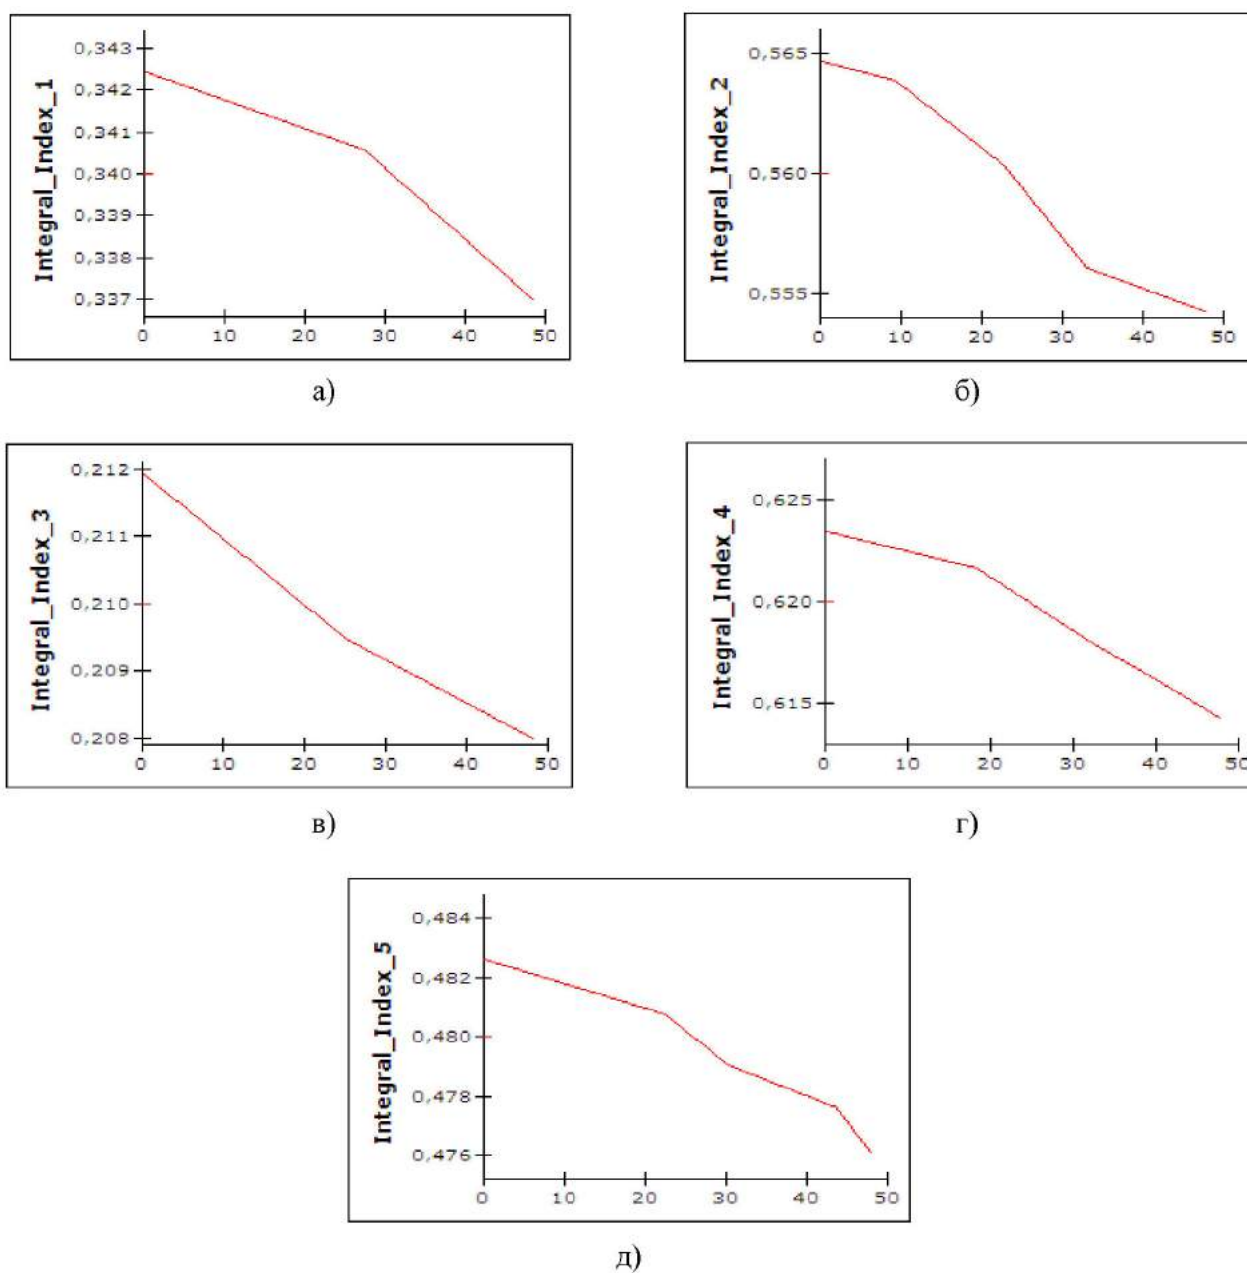 Integral_Index_1
0,343
0,342
0,341
0,340
0,339
0,338
0,337
0 10 20 30 40 50
а)
Integral_Index_2
0,565
0,560
0,555
0 10 20 30 40 50
б)
Integral_Index_3
0,212
0,211
0,210
0,209
0,208
0 10 20 30 40 50
в)
Integral_Index_4
0,625
0,620
0,615
0 10 20 30 40 50
г)
Integral_Index_5
0,484
0,482
0,480
0,478
0,476
0 10 20 30 40 50
д)